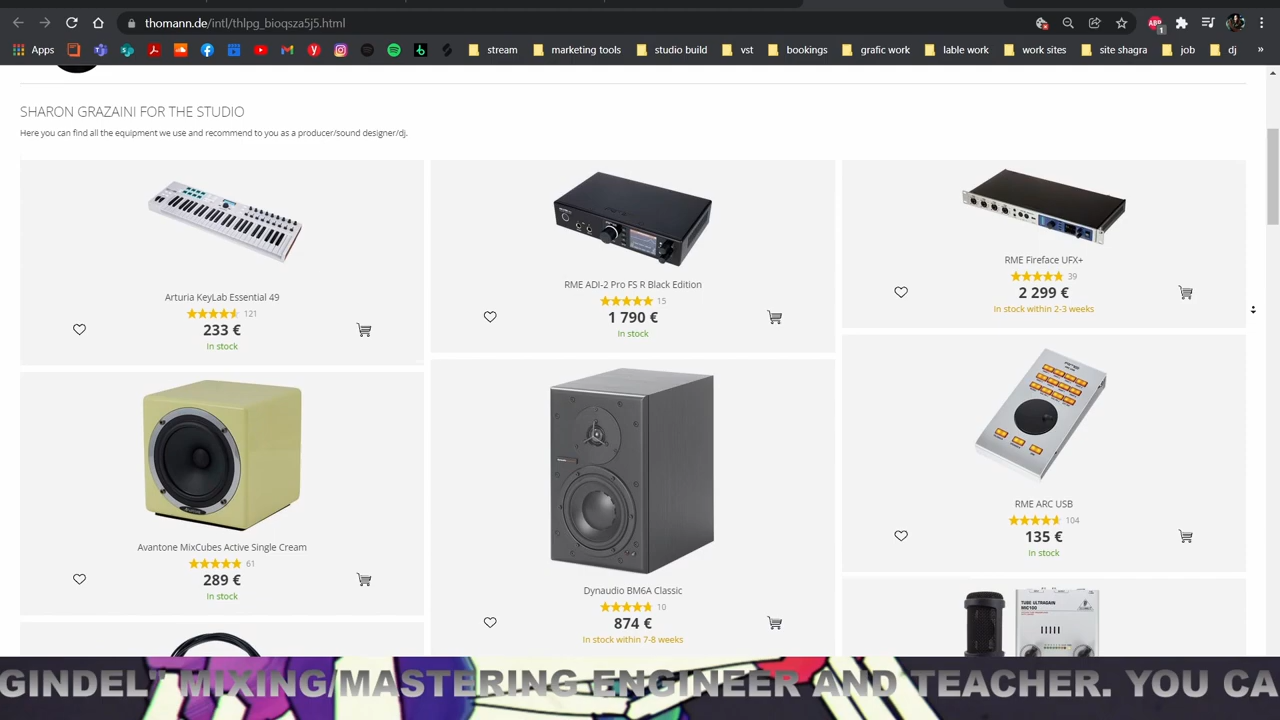 thomann.de/intl/thlpg_bioqsza5j5.html
Apps
stream
marketing tools
studio build
vst
bookings
grafic work
lable work
work sites
site shagra
job
dj
»
SHARON GRAZAINI FOR THE STUDIO
Here you can find all the equipment we use and recommend to you as a producer/sound designer/dj.
Arturia KeyLab Essential 49
121
233 €
In stock
RME ADI-2 Pro FS R Black Edition
15
1 790 €
In stock
RME Fireface UFX+
39
2 299 €
In stock within 2-3 weeks
Avantone MixCubes Active Single Cream
61
289 €
In stock
Dynaudio BM6A Classic
10
874 €
In stock within 7-8 weeks
RME ARC USB
104
135 €
In stock
TUBE ULTRAGAIN
MIC100
GINDEL" MIXING/MASTERING ENGINEER AND TEACHER. YOU CA